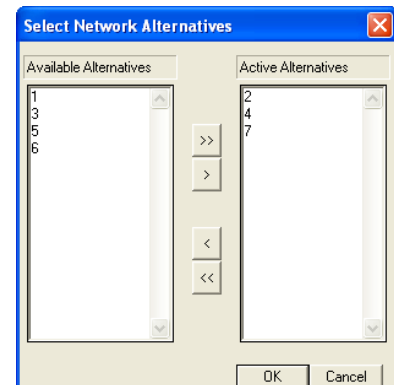 Select Network Alternatives
Available Alternatives
Active Alternatives
1
3
5
6
2
4
7
>>
>
<
<<
OK
Cancel